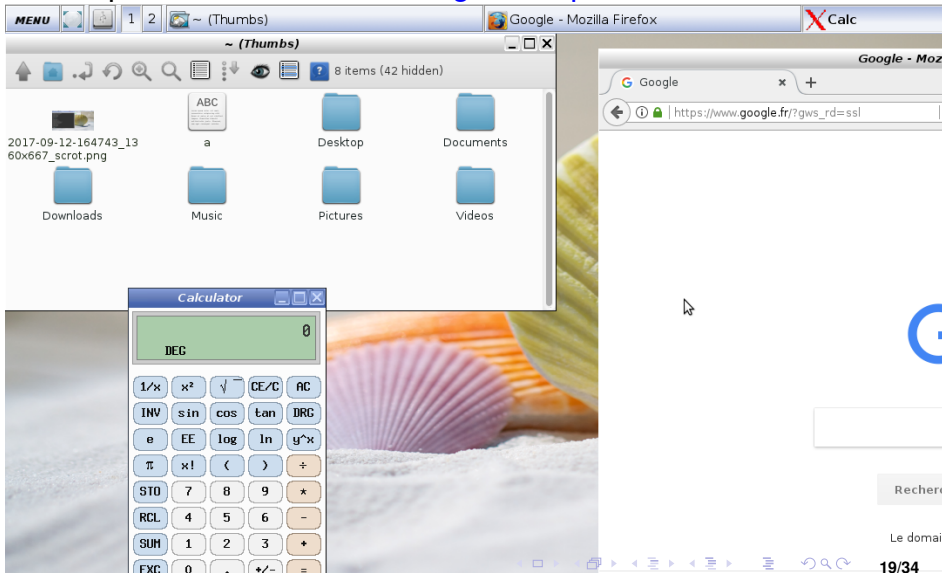 MENU 1 2 ~ (Thumbs) Google - Mozilla Firefox Calc
~ (Thumbs)
8 items (42 hidden)
ABC
2017-09-12-164743_13
60x667_scrot.png
a
Desktop
Documents
Downloads
Music
Pictures
Videos
Google - Moz
Google
https://www.google.fr/?gws_rd=ssl
Recherc
Le domai
Calculator
0
DEG
1/x x² √ CE/C AC
INV sin cos tan DRG
e EE log ln y^x
π x! ( ) ÷
STO 7 8 9 *
RCL 4 5 6 -
SUM 1 2 3 +
EXC 0 . +/- =
19/34